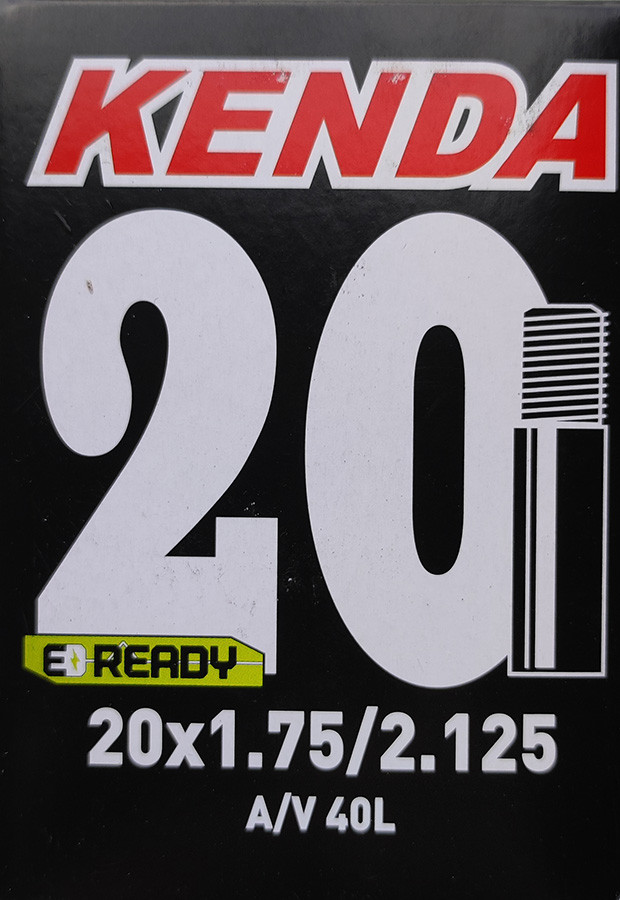 KENDA
20
E READY
20x1.75/2.125
A/V 40L